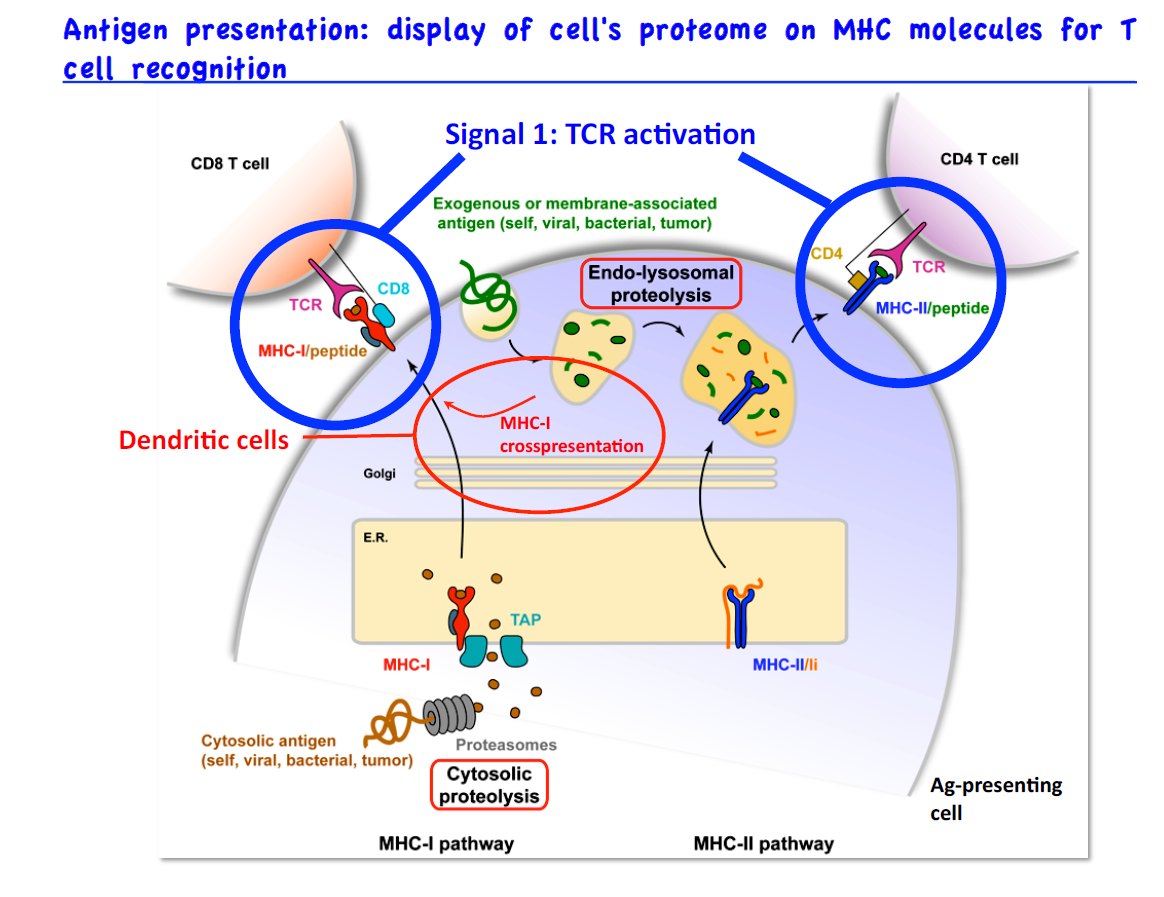 Antigen presentation: display of cell's proteome on MHC molecules for T
cell recognition
Signal 1: TCR activation
CD8 T cell
CD4 T cell
Exogenous or membrane-associated
antigen (self, viral, bacterial, tumor)
Endo-lysosomal
proteolysis
CD4
TCR
MHC-II/peptide
TCR
CD8
MHC-I/peptide
Dendritic cells
MHC-I
crosspresentation
Golgi
E.R.
TAP
MHC-I
MHC-II/Ii
Cytosolic antigen
(self, viral, bacterial, tumor)
Proteasomes
Cytosolic
proteolysis
Ag-presenting
cell
MHC-I pathway
MHC-II pathway